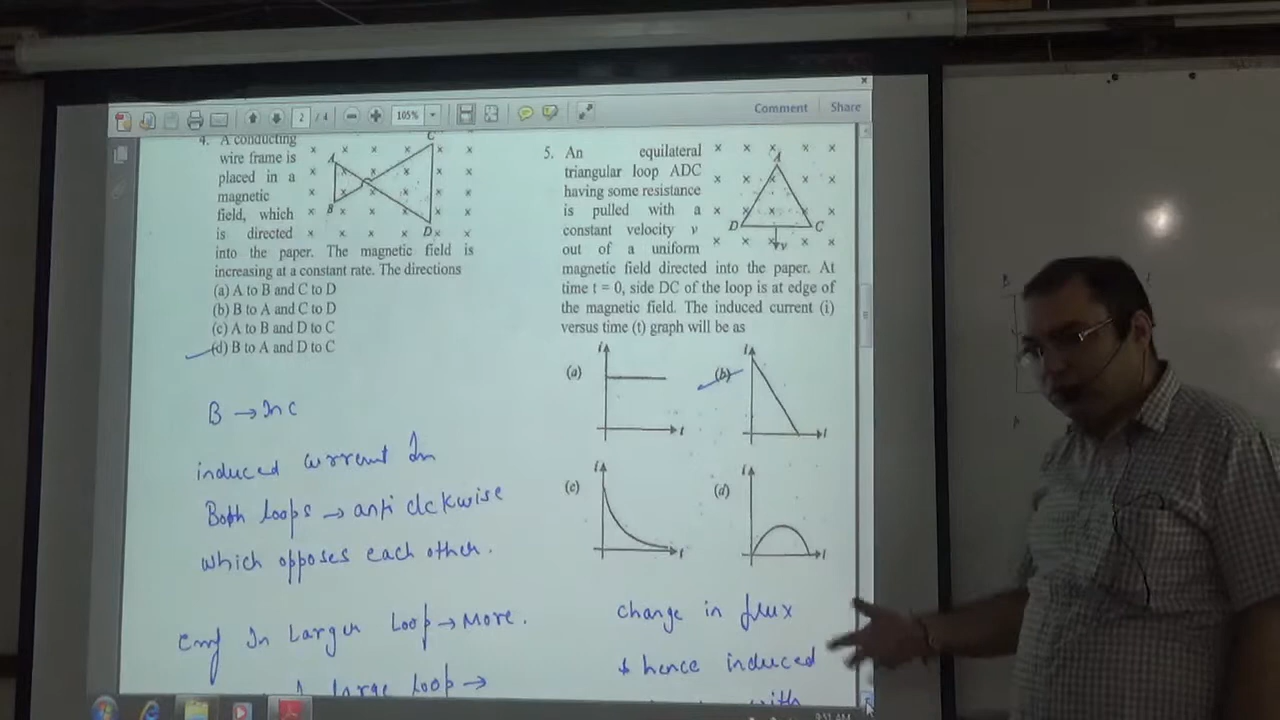 Comment
Share
2 / 4
105%
4. A conducting
wire frame is
placed in a
magnetic
field, which
is directed
into the paper. The magnetic field is
increasing at a constant rate. The directions
(a) A to B and C to D
(b) B to A and C to D
(c) A to B and D to C
(d) B to A and D to C
A
B
C
D
B → Inc
induced current In
Both loops → anti clckwise
which opposes each other.
Emf In Larger Loop → More.
large Loop →
5. An equilateral
triangular loop ADC
having some resistance
is pulled with a
constant velocity v
out of a uniform
magnetic field directed into the paper. At
time t = 0, side DC of the loop is at edge of
the magnetic field. The induced current (i)
versus time (t) graph will be as
A
D
C
v
(a)
i
t
(b)
i
t
(c)
i
t
(d)
i
t
change in flux
& hence induced
with